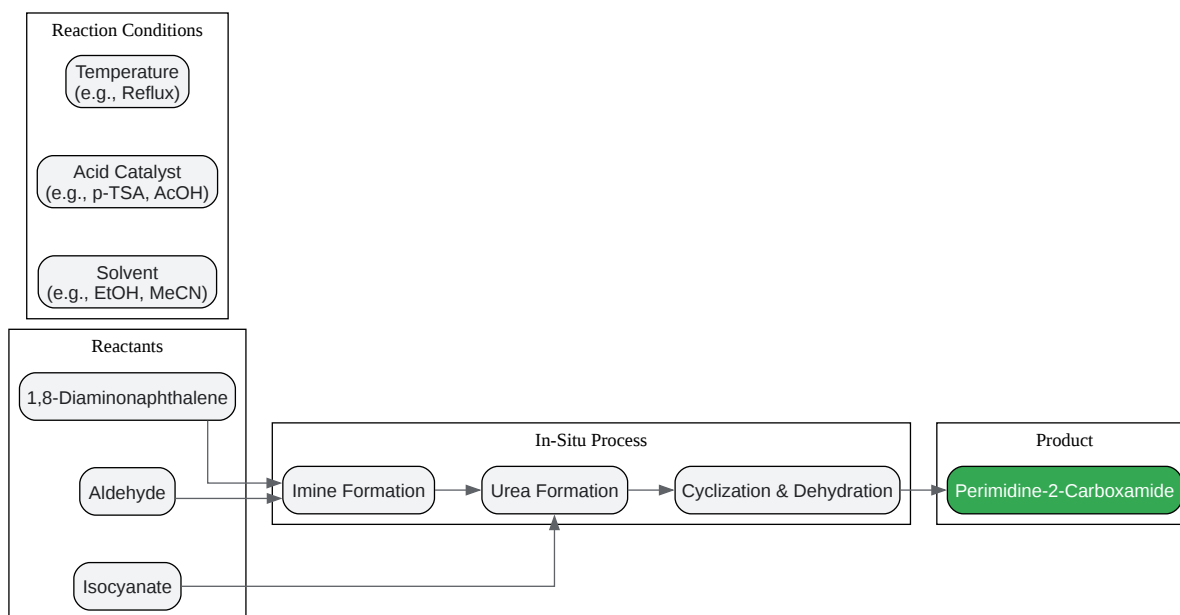 Reaction Conditions
Temperature
(e.g., Reflux)
Acid Catalyst
(e.g., p-TSA, AcOH)
Solvent
(e.g., EtOH, MeCN)
Reactants
1,8-Diaminonaphthalene
Aldehyde
Isocyanate
In-Situ Process
Imine Formation
Urea Formation
Cyclization & Dehydration
Product
Perimidine-2-Carboxamide